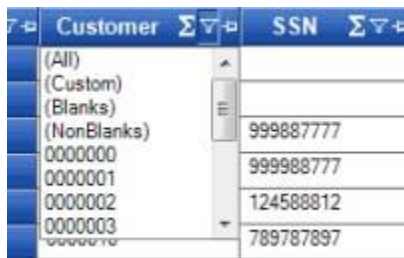 Customer Σ SSN Σ
(All)
(Custom)
(Blanks)
(NonBlanks) 999887777
0000000
0000001 999988777
0000002 124588812
0000003
789787897